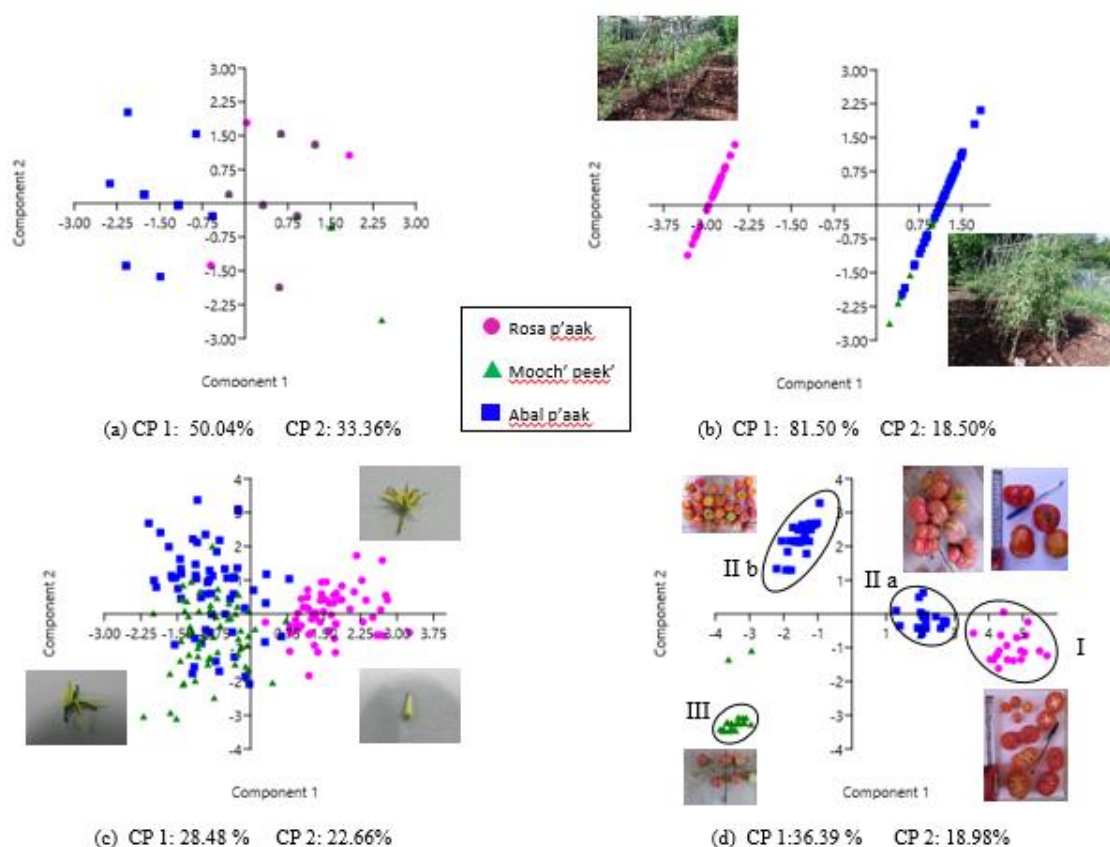 3.00
2.25
1.50
0.75
-3.00 -2.25 -1.50 -0.75 0.75 1.50 2.25 3.00
-0.75
-1.50
-2.25
-3.00
Component 2
Component 1
(a) CP 1: 50.04% CP 2: 33.36%
3.00
2.25
1.50
0.75
-3.75 -3.00 -2.25 0.75 1.50
-0.75
-1.50
-2.25
-3.00
Component 2
Component 1
(b) CP 1: 81.50 % CP 2: 18.50%
Rosa p'aak
Mooch' peek'
Abal p'aak
4
3
2
1
-3.00 -2.25 -1.50 -0.75 0.75 1.50 2.25 3.00 3.75
-1
-2
-3
-4
Component 2
Component 1
(c) CP 1: 28.48 % CP 2: 22.66%
4
3
2
1
-4 -3 -2 -1 1 3 4 5
-1
-2
-3
-4
II b
II a
I
III
Component 2
Component 1
(d) CP 1:36.39 % CP 2: 18.98%